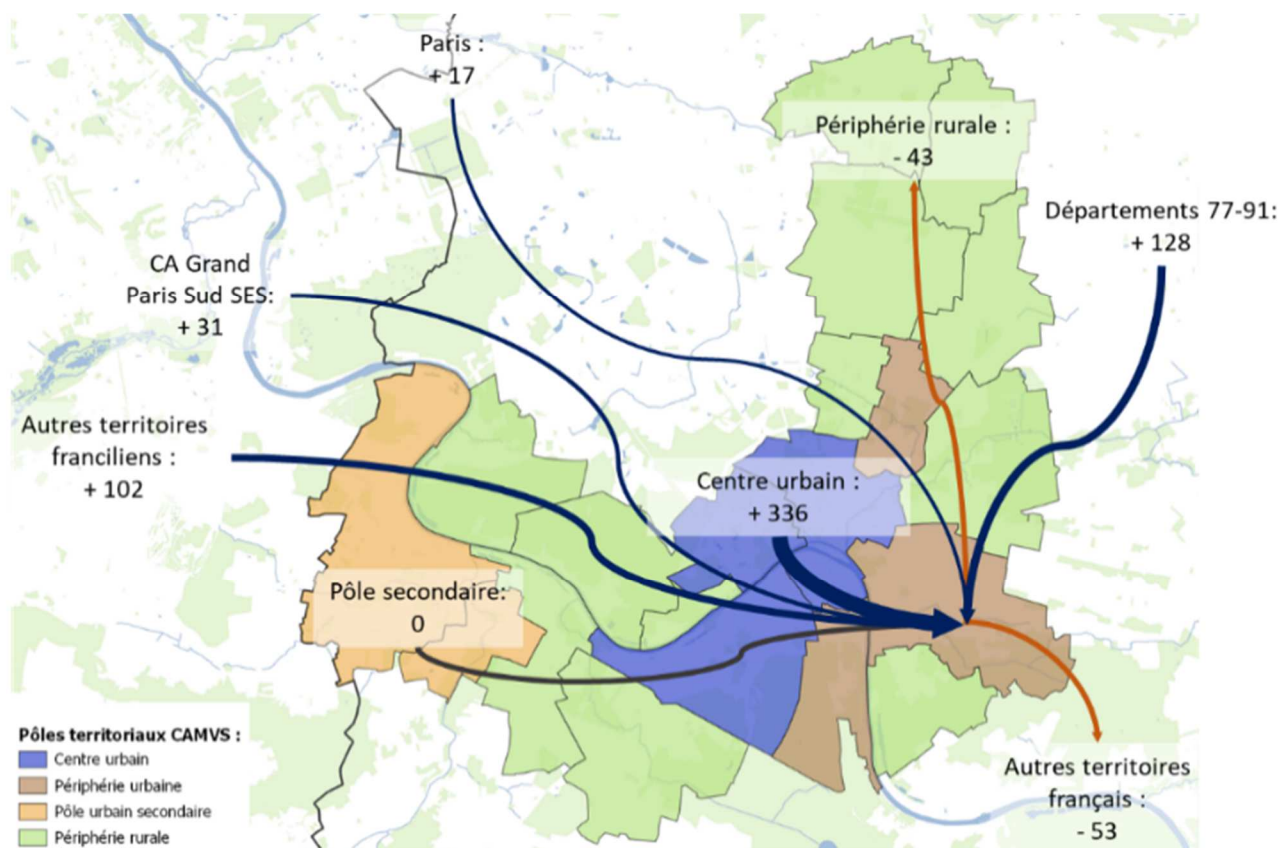 Paris :
+ 17
Périphérie rurale :
- 43
Départements 77-91:
+ 128
CA Grand
Paris Sud SES:
+ 31
Autres territoires
franciliens :
+ 102
Centre urbain :
+ 336
Pôle secondaire:
0
Autres territoires
français :
- 53
Pôles territoriaux CAMVS :
Centre urbain
Périphérie urbaine
Pôle urbain secondaire
Périphérie rurale